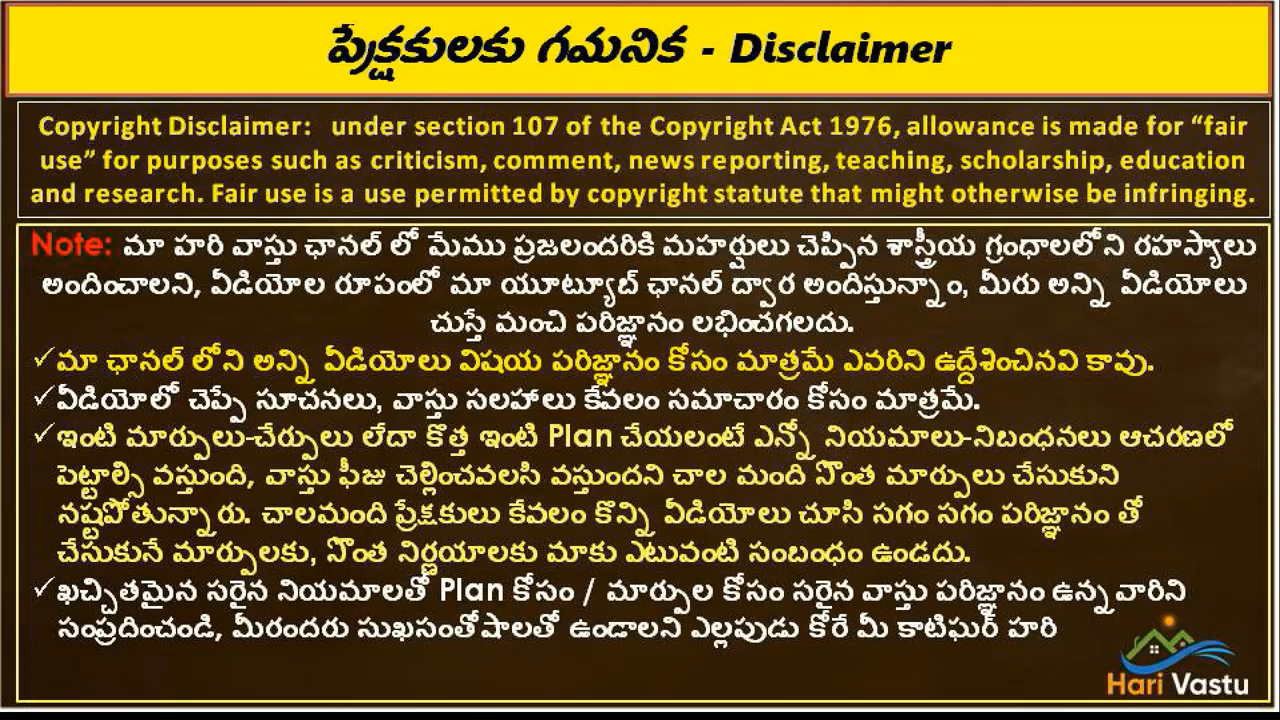 ప్రేక్షకులకు గమనిక - Disclaimer
Copyright Disclaimer: under section 107 of the Copyright Act 1976, allowance is made for “fair
use” for purposes such as criticism, comment, news reporting, teaching, scholarship, education
and research. Fair use is a use permitted by copyright statute that might otherwise be infringing.
Note: మా హరి వాస్తు ఛానల్ లో మేము ప్రజలందరికి మహర్షులు చెప్పిన శాస్త్రీయ గ్రంధాలలోని రహస్యాలు
అందించాలని, వీడియోల రూపంలో మా యూట్యూబ్ ఛానల్ ద్వార అందిస్తున్నాం, మీరు అన్ని వీడియోలు
చుస్తే మంచి పరిజ్ఞానం లభించగలదు.
✓మా ఛానల్ లోని అన్ని వీడియోలు విషయ పరిజ్ఞానం కోసం మాత్రమే ఎవరిని ఉద్దేశించినవి కావు.
✓వీడియోలో చెప్పే సూచనలు, వాస్తు సలహాలు కేవలం సమాచారం కోసం మాత్రమే.
✓ఇంటి మార్పులు-చేర్పులు లేదా కొత్త ఇంటి Plan చేయలంటే ఎన్నో నియమాలు-నిబంధనలు ఆచరణలో
పెట్టాల్సి వస్తుంది, వాస్తు ఫీజు చెల్లించవలసి వస్తుందని చాల మంది సొంత మార్పులు చేసుకుని
నష్టపోతున్నారు. చాలమంది ప్రేక్షకులు కేవలం కొన్ని వీడియోలు చూసి సగం సగం పరిజ్ఞానం తో
చేసుకునే మార్పులకు, సొంత నిర్ణయాలకు మాకు ఎటువంటి సంబంధం ఉండదు.
✓ఖచ్చితమైన సరైన నియమాలతో Plan కోసం / మార్పుల కోసం సరైన వాస్తు పరిజ్ఞానం ఉన్నవారిని
సంప్రదించండి, మీరందరు సుఖసంతోషాలతో ఉండాలని ఎల్లపుడు కోరే మీ కాటిఘర్ హరి
Hari Vastu